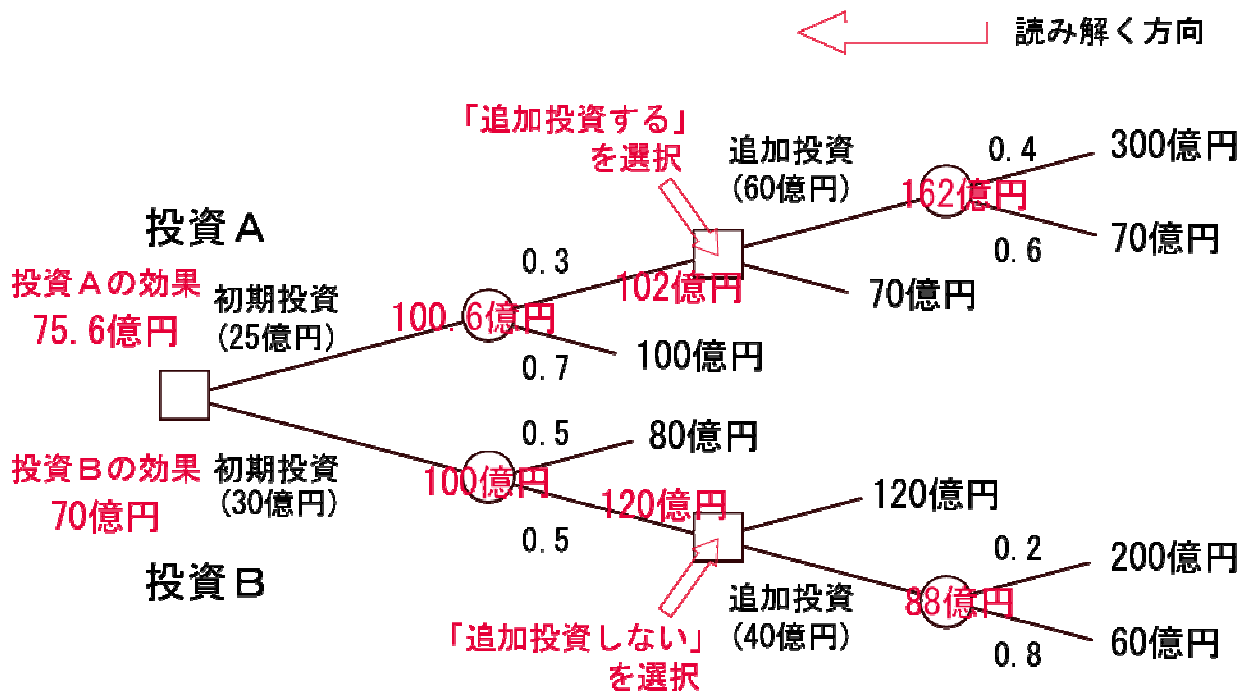 読み解く方向
「追加投資する」
を選択
追加投資
(60億円)
0.4
300億円
162億円
0.6
70億円
投資A
投資Aの効果
75.6億円
初期投資
(25億円)
0.3
102億円
70億円
100.6億円
0.7
100億円
投資Bの効果
70億円
初期投資
(30億円)
0.5
80億円
100億円
120億円
0.5
120億円
投資B
「追加投資しない」
を選択
追加投資
(40億円)
0.2
200億円
88億円
0.8
60億円